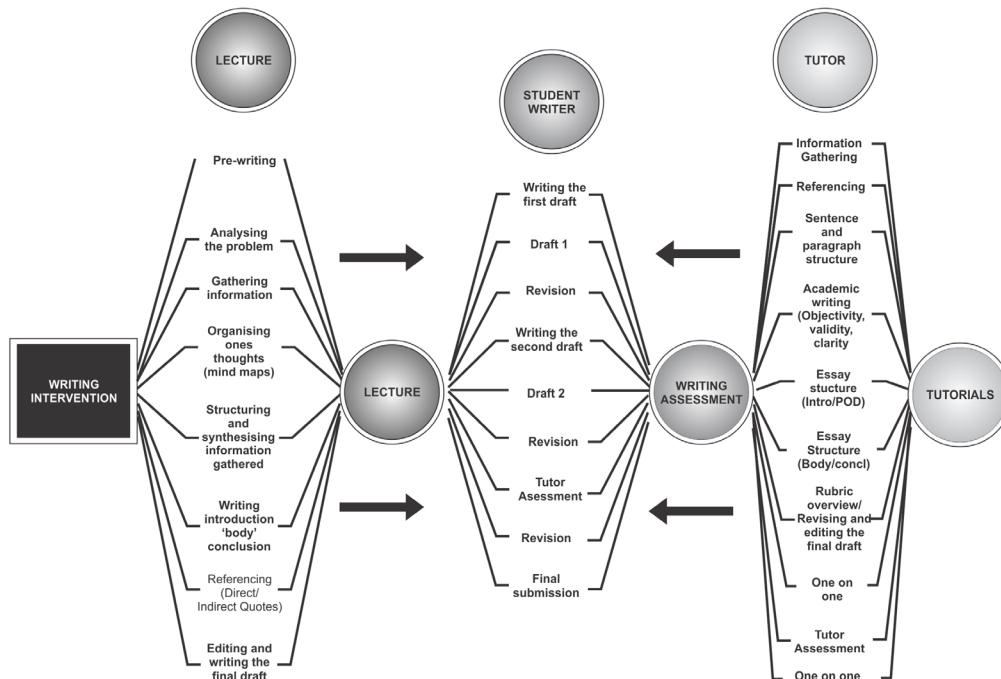 LECTURE
STUDENT
WRITER
TUTOR
Pre-writing
Analysing
the problem
Gathering
information
Organising
ones
thoughts
(mind maps)
Structuring
and
synthesising
information
gathered
Writing
introduction
‘body’
conclusion
Referencing
(Direct/
Indirect Quotes)
Editing and
writing the
final draft
WRITING
INTERVENTION
LECTURE
Writing the
first draft
Draft 1
Revision
Writing the
second draft
Draft 2
Revision
Tutor
Asessment
Revision
Final
submission
WRITING
ASSESSMENT
Information
Gathering
Referencing
Sentence
and
paragraph
structure
Academic
writing
(Objectivity,
validity,
clarity
Essay
stucture
(Intro/POD)
Essay
Structure
(Body/concl)
Rubric
overview/
Revising and
editing the
final draft
One on
one
Tutor
Assessment
One on one
TUTORIALS